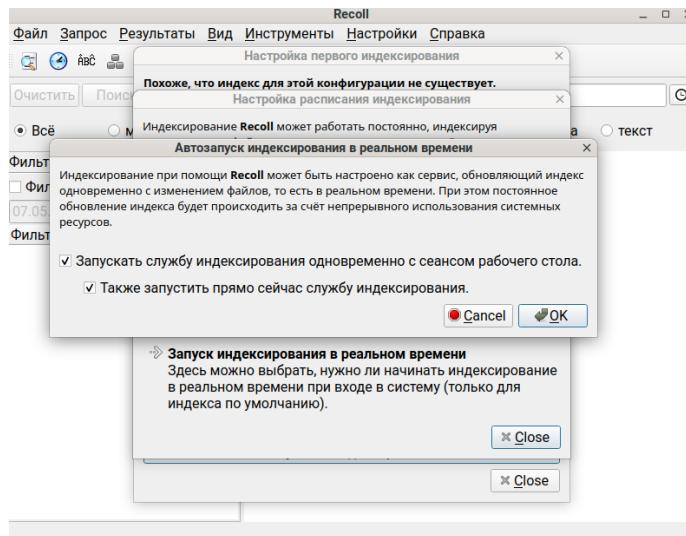 Recoll
Файл Запрос Результаты Вид Инструменты Настройки Справка
ÂBĈ
Настройка первого индексирования
Похоже, что индекс для этой конфигурации не существует.
Очистить
Настройка расписания индексирования
Всё
Индексирование Recoll может работать постоянно, индексируя
текст
Автозапуск индексирования в реальном времени
Индексирование при помощи Recoll может быть настроено как сервис, обновляющий индекс
одновременно с изменением файлов, то есть в реальном времени. При этом постоянное
обновление индекса будет происходить за счёт непрерывного использования системных
ресурсов.
07.05
Запускать службу индексирования одновременно с сеансом рабочего стола.
Также запустить прямо сейчас службу индексирования.
Cancel OK
Запуск индексирования в реальном времени
Здесь можно выбрать, нужно ли начинать индексирование
в реальном времени при входе в систему (только для
индекса по умолчанию).
Close
Close